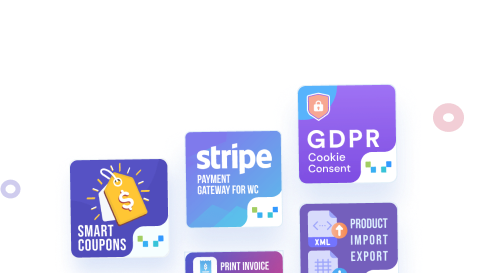 GDPR
Cookie
Consent
stripe
PAYMENT
GATEWAY FOR WC
$
SMART
COUPONS
PRODUCT
IMPORT
EXPORT
XML
PRINT INVOICE